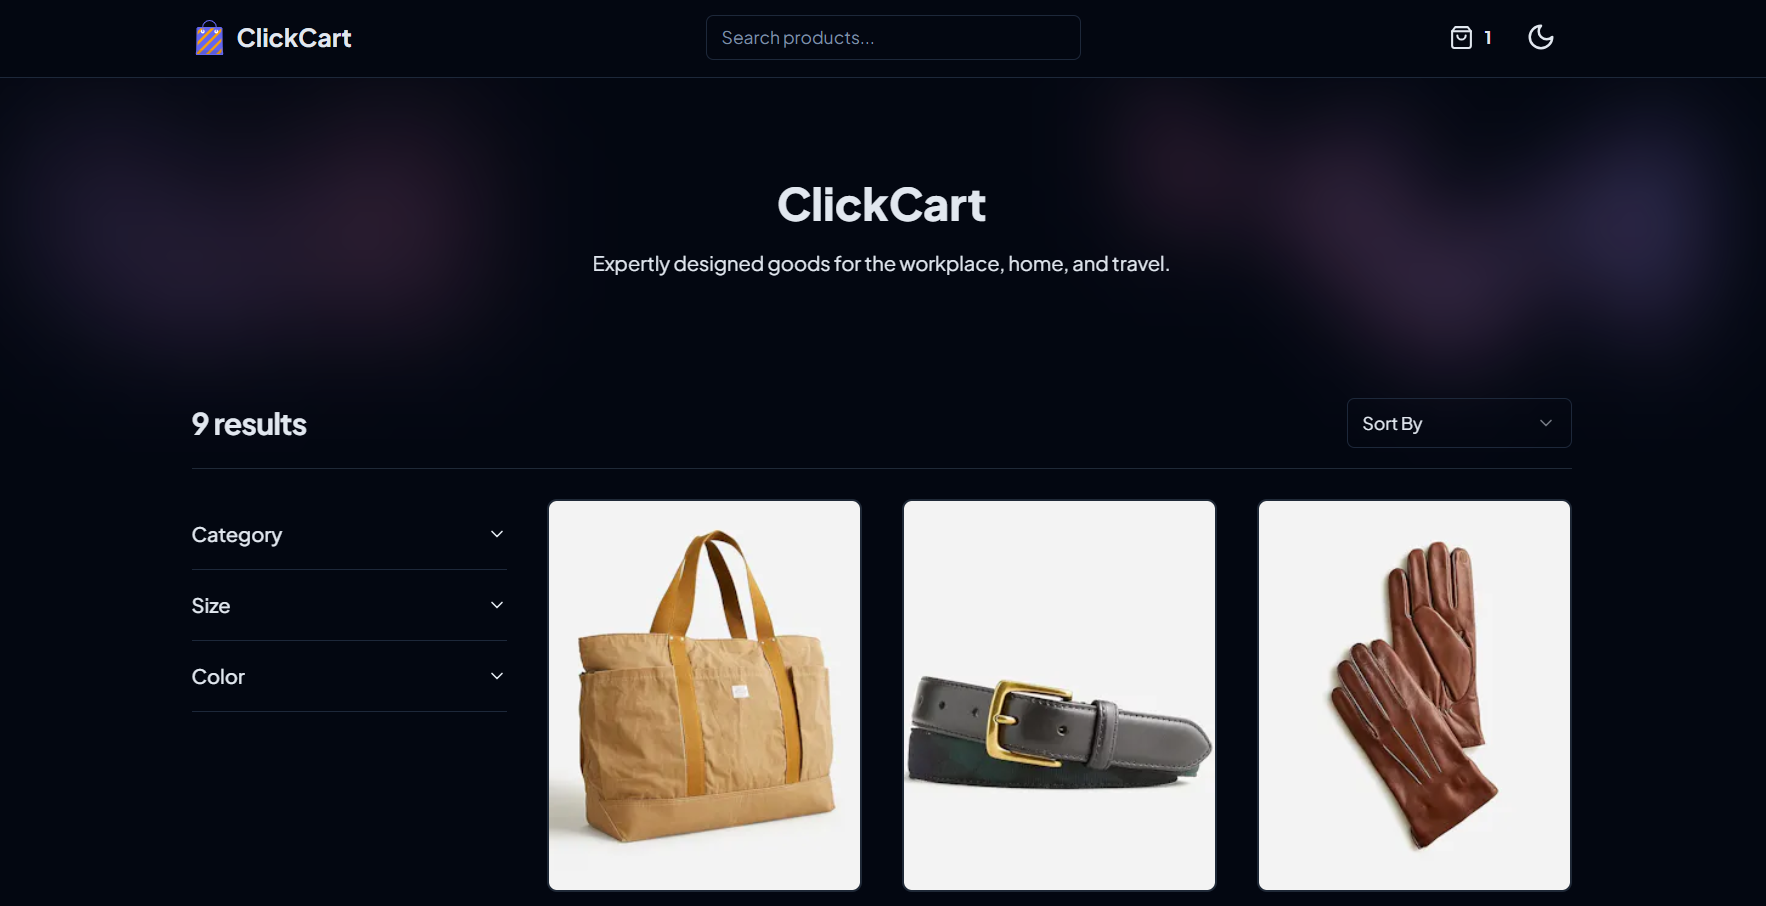 ClickCart
Search products...
1
ClickCart
Expertly designed goods for the workplace, home, and travel.
9 results
Sort By
Category
Size
Color